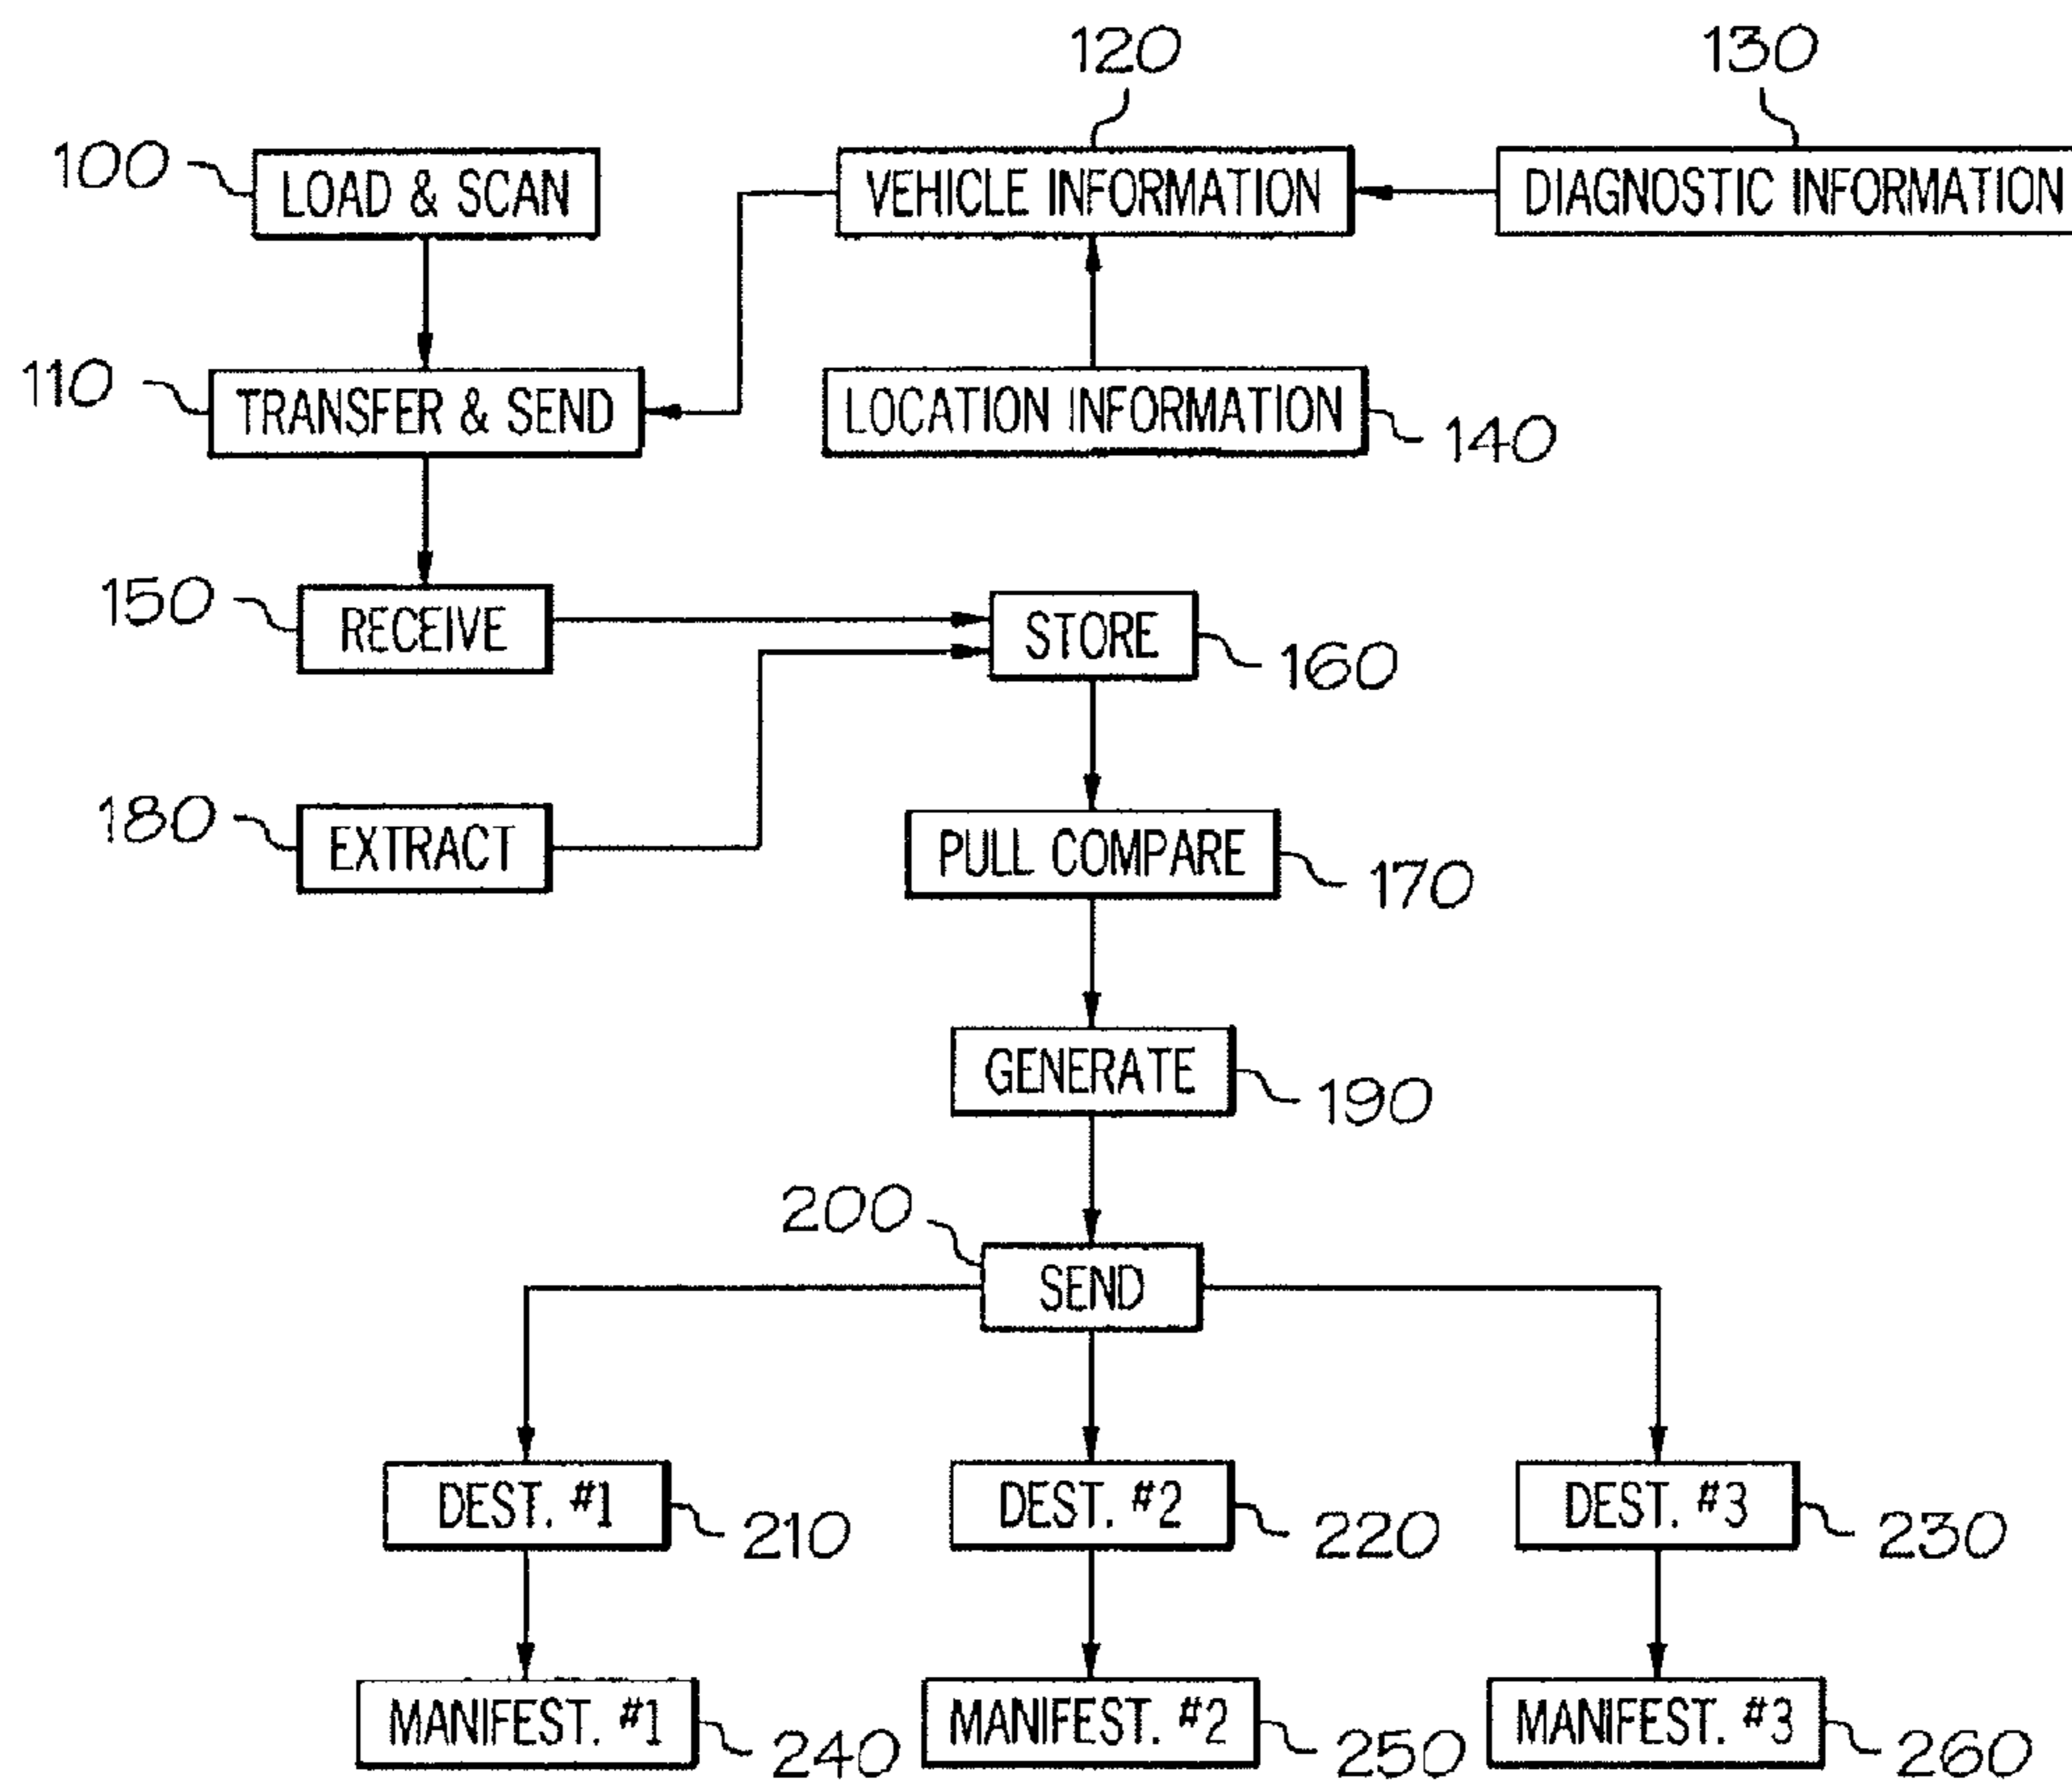 120
130
100
LOAD & SCAN
VEHICLE INFORMATION
DIAGNOSTIC INFORMATION
110
TRANSFER & SEND
LOCATION INFORMATION
140
150
RECEIVE
STORE
160
180
EXTRACT
PULL COMPARE
170
GENERATE
190
200
SEND
DEST. #1
210
DEST. #2
220
DEST. #3
230
MANIFEST. #1
240
MANIFEST. #2
250
MANIFEST. #3
260